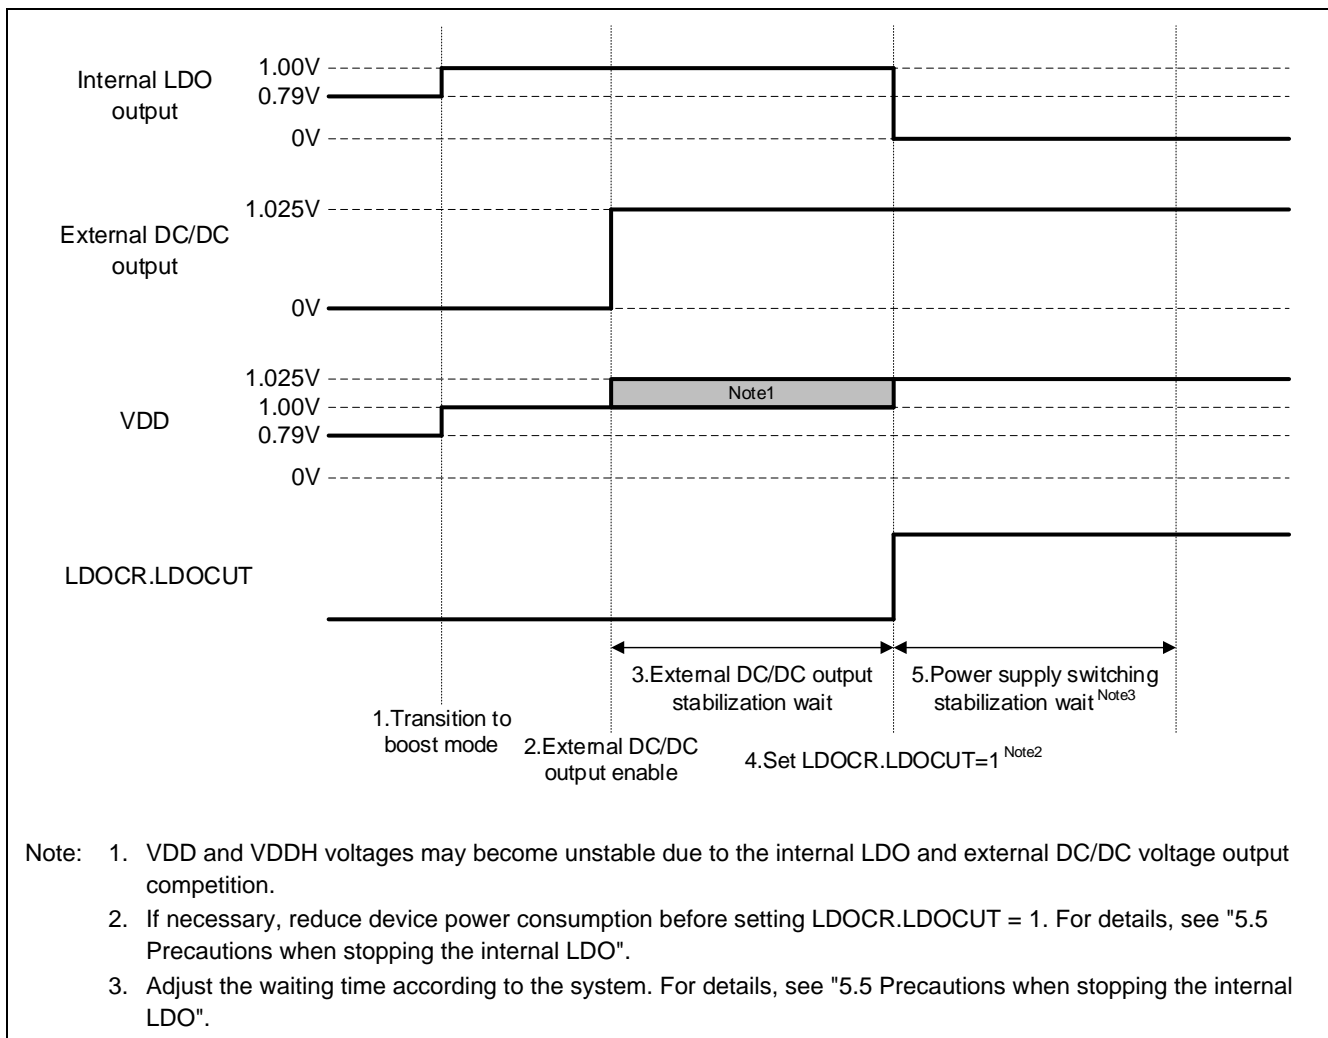 Internal LDO
output
1.00V
0.79V
0V
External DC/DC
output
1.025V
0V
VDD
1.025V
1.00V
0.79V
0V
Note1
LDOCR.LDOCUT
3.External DC/DC output
stabilization wait
5.Power supply switching
stabilization wait Note3
1.Transition to
boost mode
2.External DC/DC
output enable
4.Set LDOCR.LDOCUT=1 Note2
Note: 1. VDD and VDDH voltages may become unstable due to the internal LDO and external DC/DC voltage output
competition.
2. If necessary, reduce device power consumption before setting LDOCR.LDOCUT = 1. For details, see "5.5
Precautions when stopping the internal LDO".
3. Adjust the waiting time according to the system. For details, see "5.5 Precautions when stopping the internal
LDO".